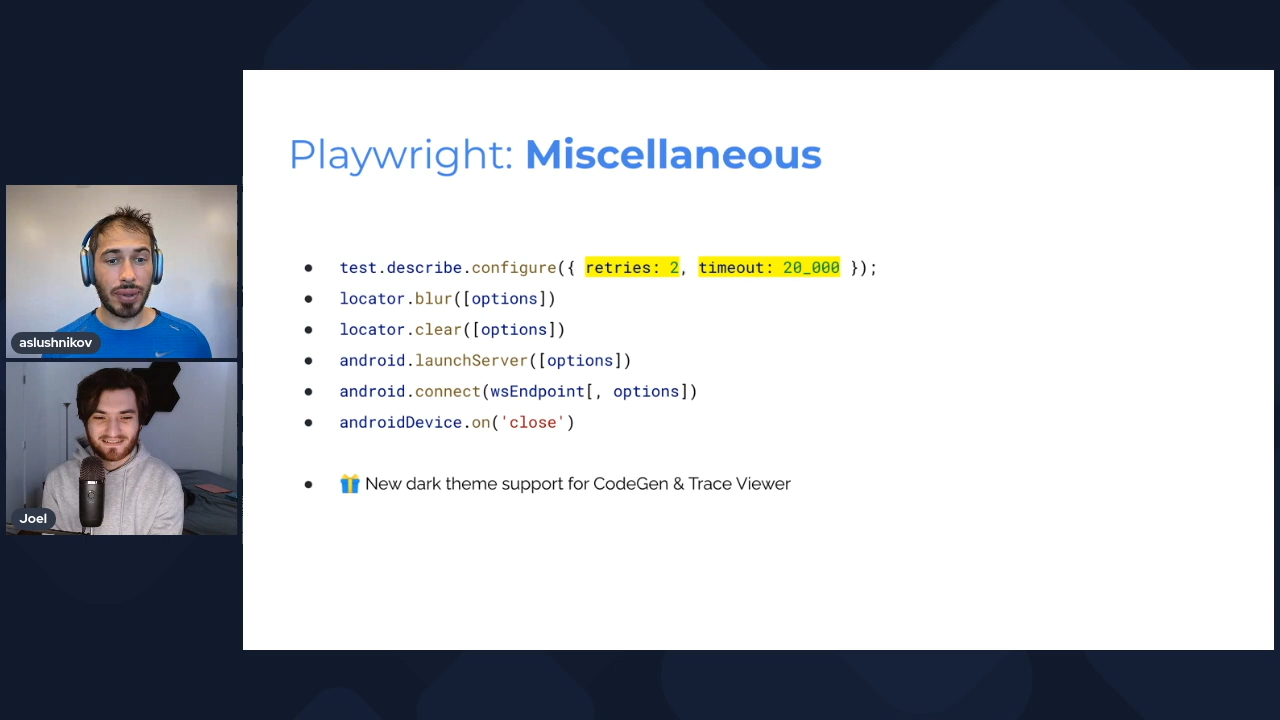 Playwright: Miscellaneous
● test.describe.configure({ retries: 2, timeout: 20_000 });
● locator.blur([options])
● locator.clear([options])
● android.launchServer([options])
● android.connect(wsEndpoint[, options])
● androidDevice.on('close')
● 🎁 New dark theme support for CodeGen & Trace Viewer
aslushnikov
Joel